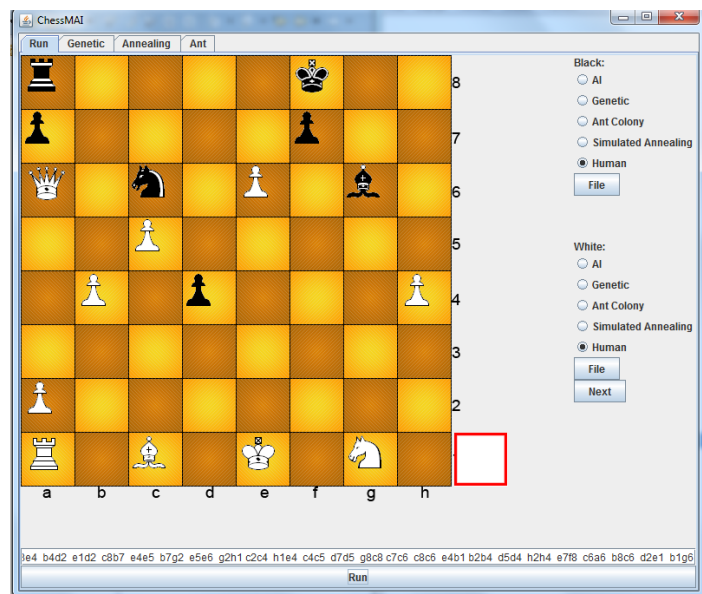 ChessMAI
Run Genetic Annealing Ant
8
7
6
5
4
3
2
a b c d e f g h
Black:
AI
Genetic
Ant Colony
Simulated Annealing
Human
File
White:
AI
Genetic
Ant Colony
Simulated Annealing
Human
File
Next
b4d2 e1d2 c8b7 e4e5 b7g2 e5e6 g2h1 c2c4 h1e4 c4c5 d7d5 g8c8 c7c6 c8c6 e4b1 b2b4 d5d4 h2h4 e7f8 c6a6 b8c6 d2e1 b1g6
Run